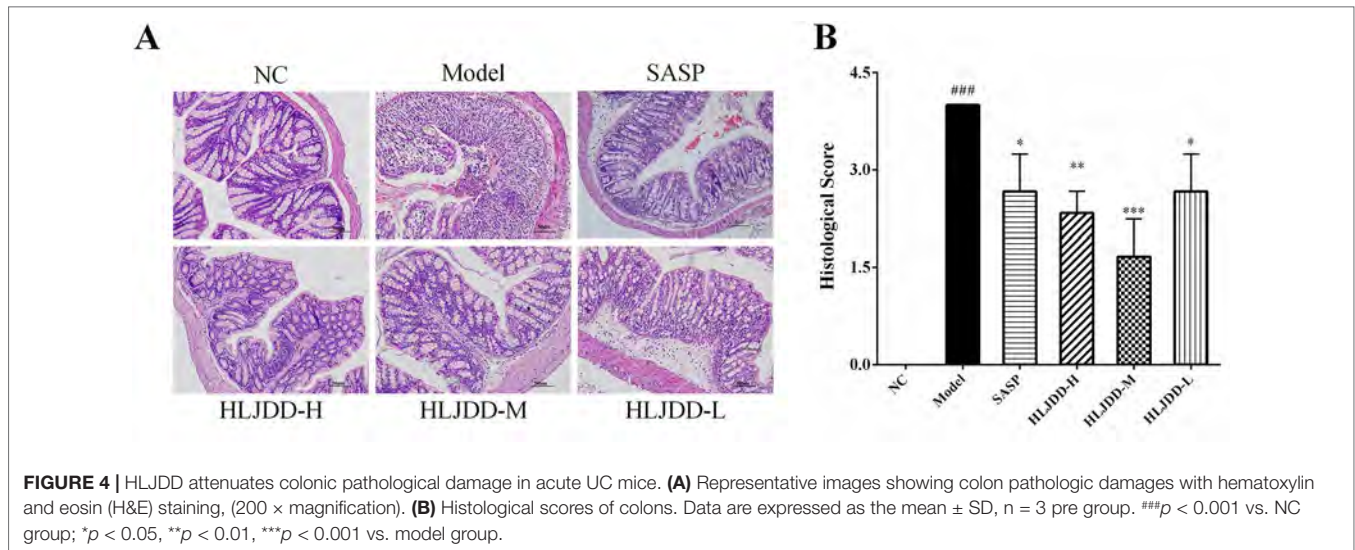 A
NC
Model
SASP
HLJDD-H
HLJDD-M
HLJDD-L
B
Histological Score
4.5
3.0
1.5
0.0
###
*
**
***
*
NC
Model
SASP
HLJDD-H
HLJDD-M
HLJDD-L
FIGURE 4 | HLJDD attenuates colonic pathological damage in acute UC mice. (A) Representative images showing colon pathologic damages with hematoxylin
and eosin (H&E) staining, (200 × magnification). (B) Histological scores of colons. Data are expressed as the mean ± SD, n = 3 pre group. ###p < 0.001 vs. NC
group; *p < 0.05, **p < 0.01, ***p < 0.001 vs. model group.